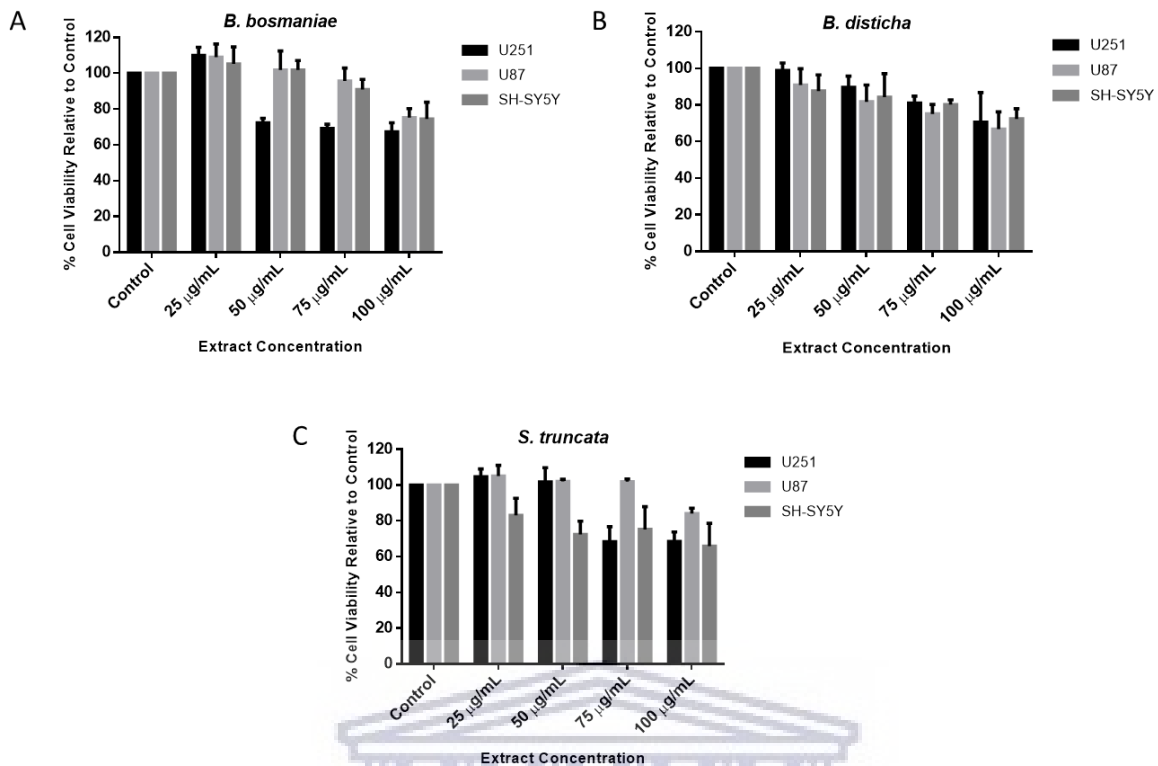 A
B. bosmaniae
% Cell Viability Relative to Control
120
100
80
60
40
20
0
Control
25 μg/mL
50 μg/mL
75 μg/mL
100 μg/mL
Extract Concentration
U251
U87
SH-SY5Y
B
B. disticha
% Cell Viability Relative to Control
120
100
80
60
40
20
0
Control
25 μg/mL
50 μg/mL
75 μg/mL
100 μg/mL
Extract Concentration
U251
U87
SH-SY5Y
C
S. truncata
% Cell Viability Relative to Control
120
100
80
60
40
20
0
Control
25 μg/mL
50 μg/mL
75 μg/mL
100 μg/mL
Extract Concentration
U251
U87
SH-SY5Y